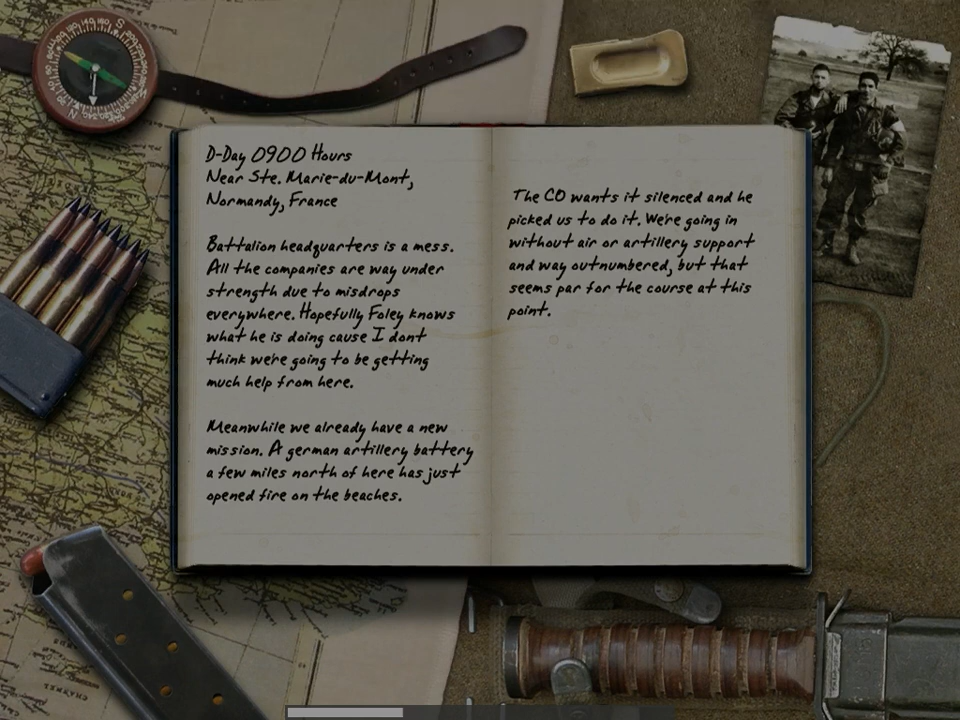 D-Day 0900 Hours
Near Ste. Marie-du-Mont,
Normandy, France
Battalion headquarters is a mess.
All the companies are way under
strength due to misdrops
everywhere. Hopefully Foley knows
what he is doing cause I dont
think we're going to be getting
much help from here.
Meanwhile we already have a new
mission. A german artillery battery
a few miles north of here has just
opened fire on the beaches.
The CO wants it silenced and he
picked us to do it. We're going in
without air or artillery support
and way outnumbered, but that
seems par for the course at this
point.